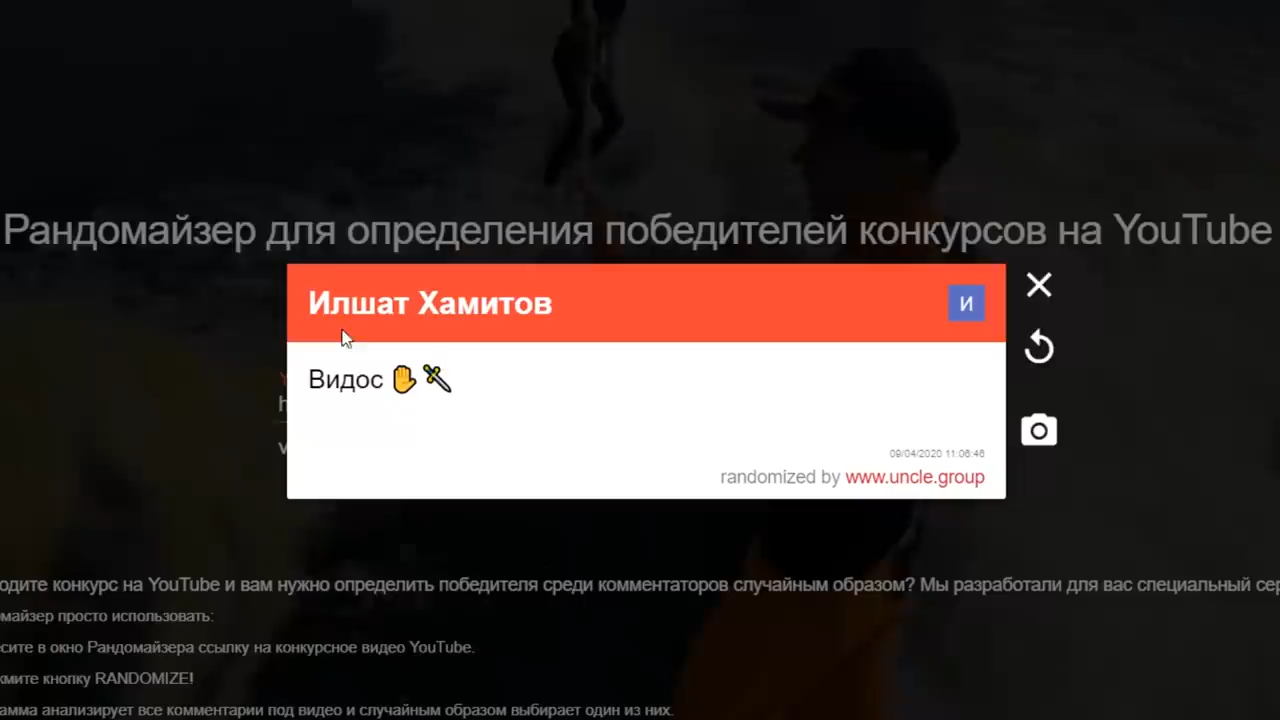 Рандомайзер для определения победителей конкурсов на YouTube
Илшат Хамитов
И
Видос ✋🗡
09/04/2020 11:06:46
randomized by www.uncle.group
одите конкурс на YouTube и вам нужно определить победителя среди комментаторов случайным образом? Мы разработали для вас специальный сер
майзер просто использовать:
сите в окно Рандомайзера ссылку на конкурсное видео YouTube.
жмите кнопку RANDOMIZE!
амма анализирует все комментарии под видео и случайным образом выбирает один из них.